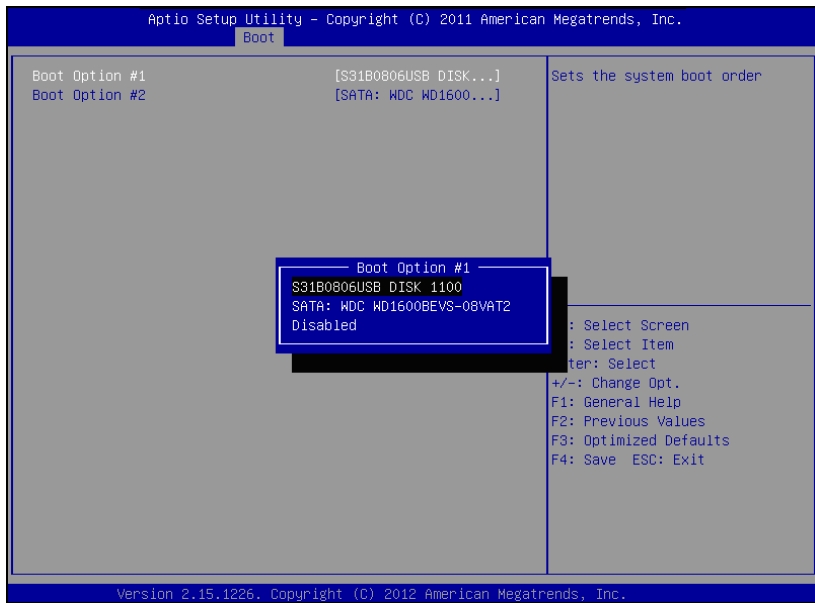 Aptio Setup Utility – Copyright (C) 2011 American Megatrends, Inc.
Boot
Boot Option #1 [S31B0806USB DISK...]
Boot Option #2 [SATA: WDC WD1600...]
Sets the system boot order
Boot Option #1
S31B0806USB DISK 1100
SATA: WDC WD1600BEVS-08VAT2
Disabled
: Select Screen
: Select Item
ter: Select
+/-: Change Opt.
F1: General Help
F2: Previous Values
F3: Optimized Defaults
F4: Save ESC: Exit
Version 2.15.1226. Copyright (C) 2012 American Megatrends, Inc.